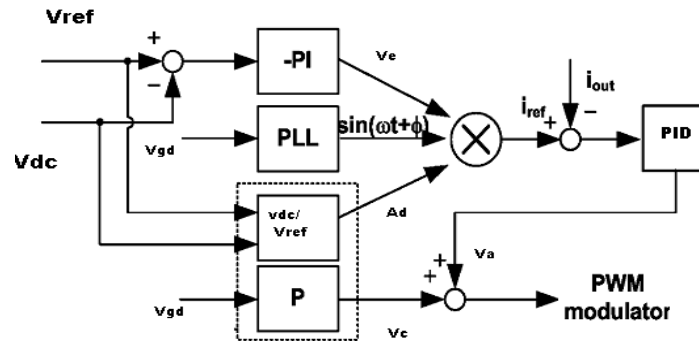 Vref
+
−
-PI
Ve
Vdc
Vgd
PLL
sin(ωt+ϕ)
iref
+
iout
−
PID
vdc/
Vref
Ad
Vgd
P
Vc
+
+
Va
PWM
modulator